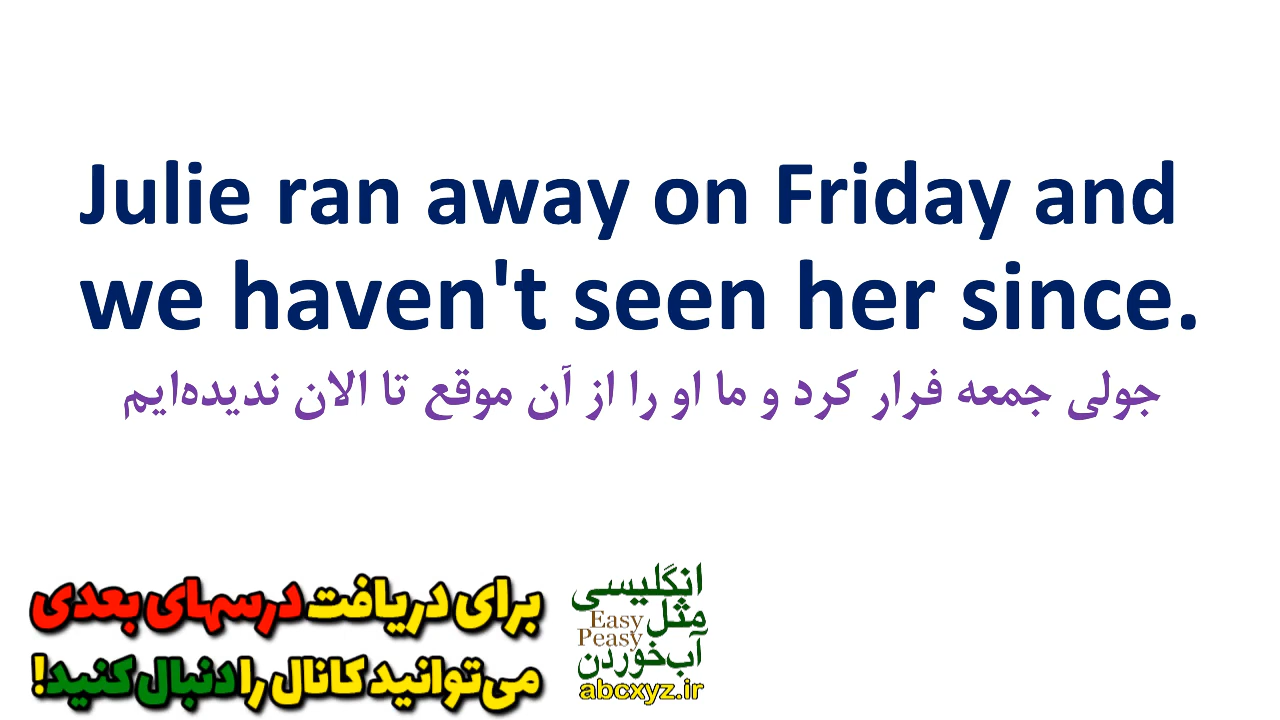 Julie ran away on Friday and
we haven't seen her since.
جولی جمعه فرار کرد و ما او را از آن موقع تا الان ندیده‌ایم
برای دریافت درسهای بعدی
می‌توانید کانال را دنبال کنید!
انگلیسی
مثل
Easy
Peasy
آب‌خوردن
abcxyz.ir